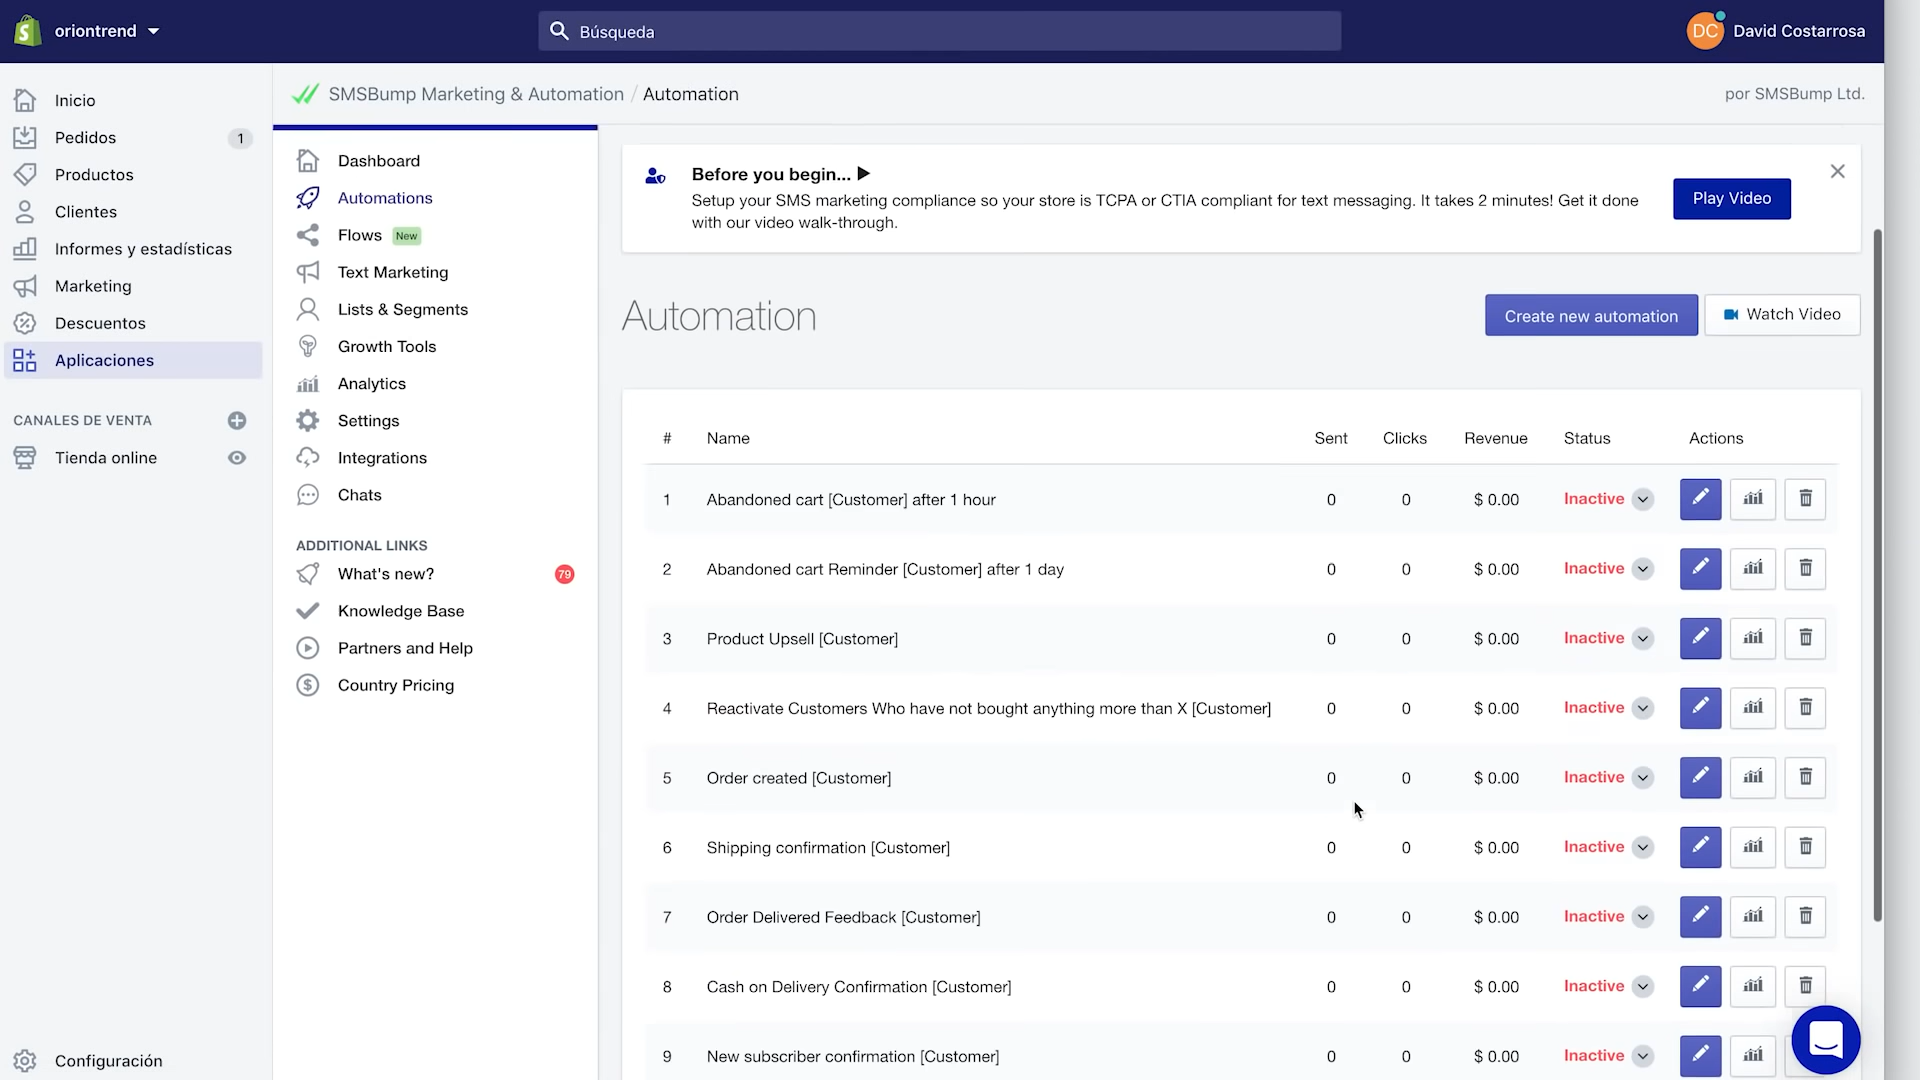 oriontrend
Búsqueda
DC
David Costarrosa
Inicio
Pedidos
1
Productos
Clientes
Informes y estadísticas
Marketing
Descuentos
Aplicaciones
CANALES DE VENTA
Tienda online
Configuración
SMSBump Marketing & Automation / Automation
por SMSBump Ltd.
Dashboard
Automations
Flows New
Text Marketing
Lists & Segments
Growth Tools
Analytics
Settings
Integrations
Chats
ADDITIONAL LINKS
What's new?
79
Knowledge Base
Partners and Help
Country Pricing
Before you begin...
Setup your SMS marketing compliance so your store is TCPA or CTIA compliant for text messaging. It takes 2 minutes! Get it done
with our video walk-through.
Play Video
Automation
Create new automation
Watch Video
# Name Sent Clicks Revenue Status Actions
1 Abandoned cart [Customer] after 1 hour 0 0 $ 0.00 Inactive
2 Abandoned cart Reminder [Customer] after 1 day 0 0 $ 0.00 Inactive
3 Product Upsell [Customer] 0 0 $ 0.00 Inactive
4 Reactivate Customers Who have not bought anything more than X [Customer] 0 0 $ 0.00 Inactive
5 Order created [Customer] 0 0 $ 0.00 Inactive
6 Shipping confirmation [Customer] 0 0 $ 0.00 Inactive
7 Order Delivered Feedback [Customer] 0 0 $ 0.00 Inactive
8 Cash on Delivery Confirmation [Customer] 0 0 $ 0.00 Inactive
9 New subscriber confirmation [Customer] 0 0 $ 0.00 Inactive